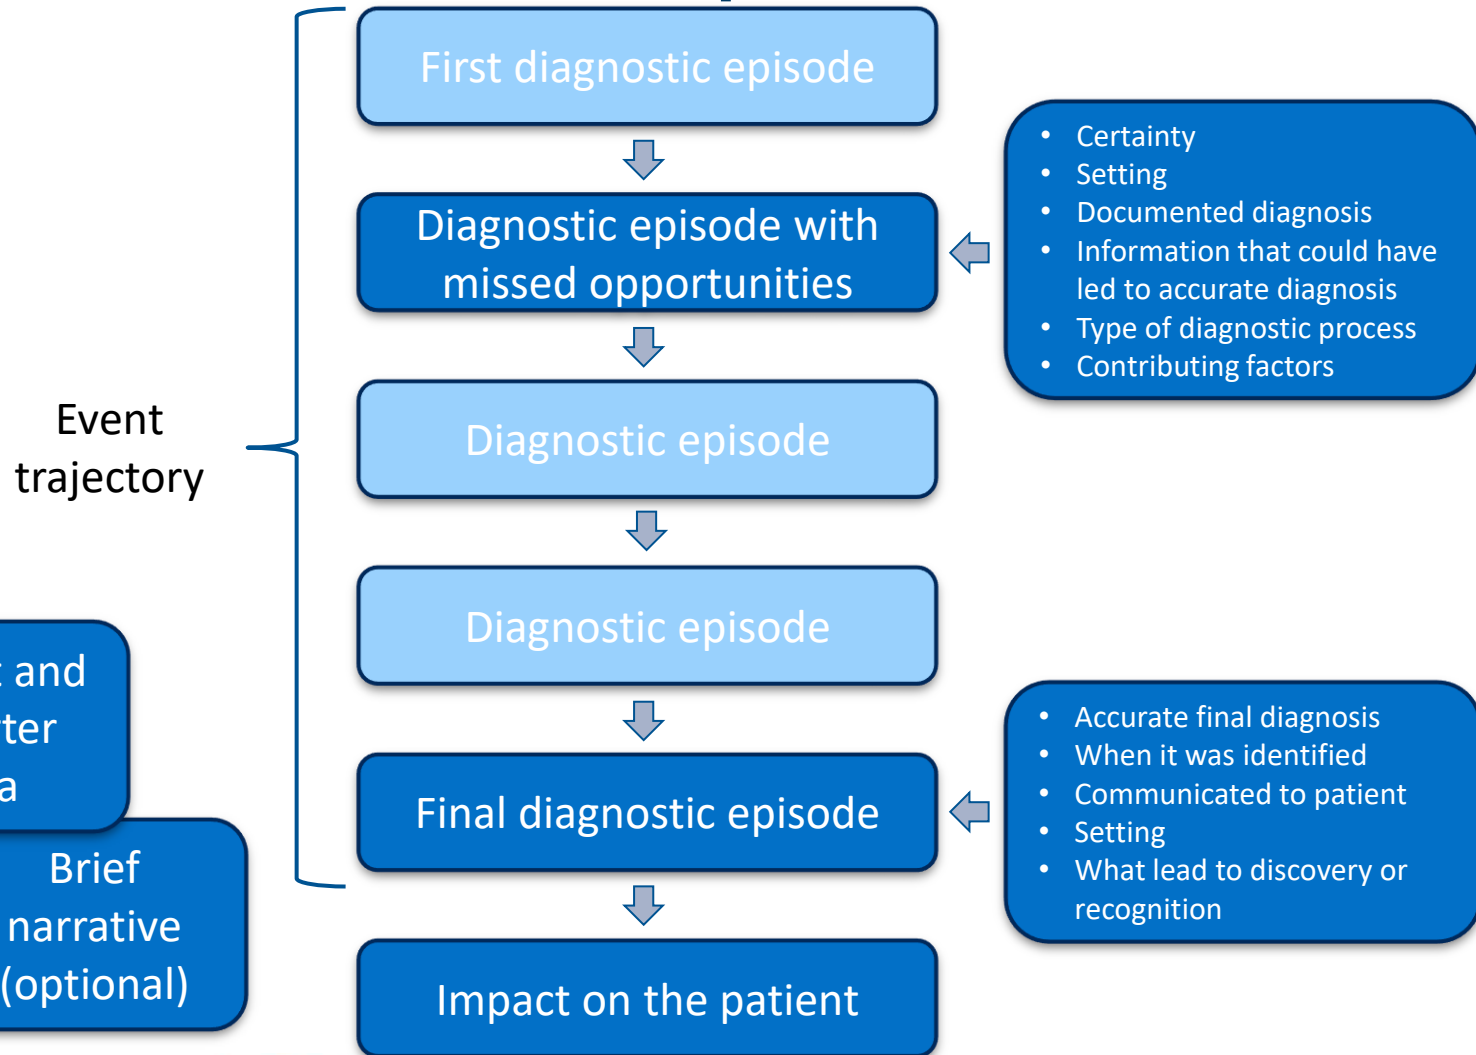 First diagnostic episode
Diagnostic episode with
missed opportunities
• Certainty
• Setting
• Documented diagnosis
• Information that could have
led to accurate diagnosis
• Type of diagnostic process
• Contributing factors
Event
trajectory
Diagnostic episode
Diagnostic episode
and
Final diagnostic episode
• Accurate final diagnosis
• When it was identified
• Communicated to patient
• Setting
• What lead to discovery or
recognition
Brief
narrative
(optional)
Impact on the patient